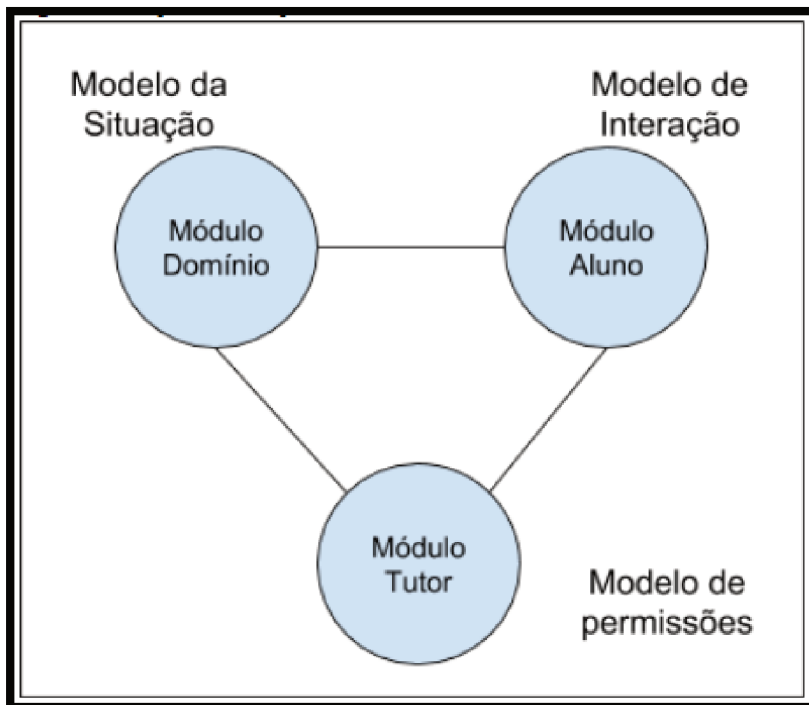 Modelo da
Situação
Modelo de
Interação
Módulo
Domínio
Módulo
Aluno
Módulo
Tutor
Modelo de
permissões